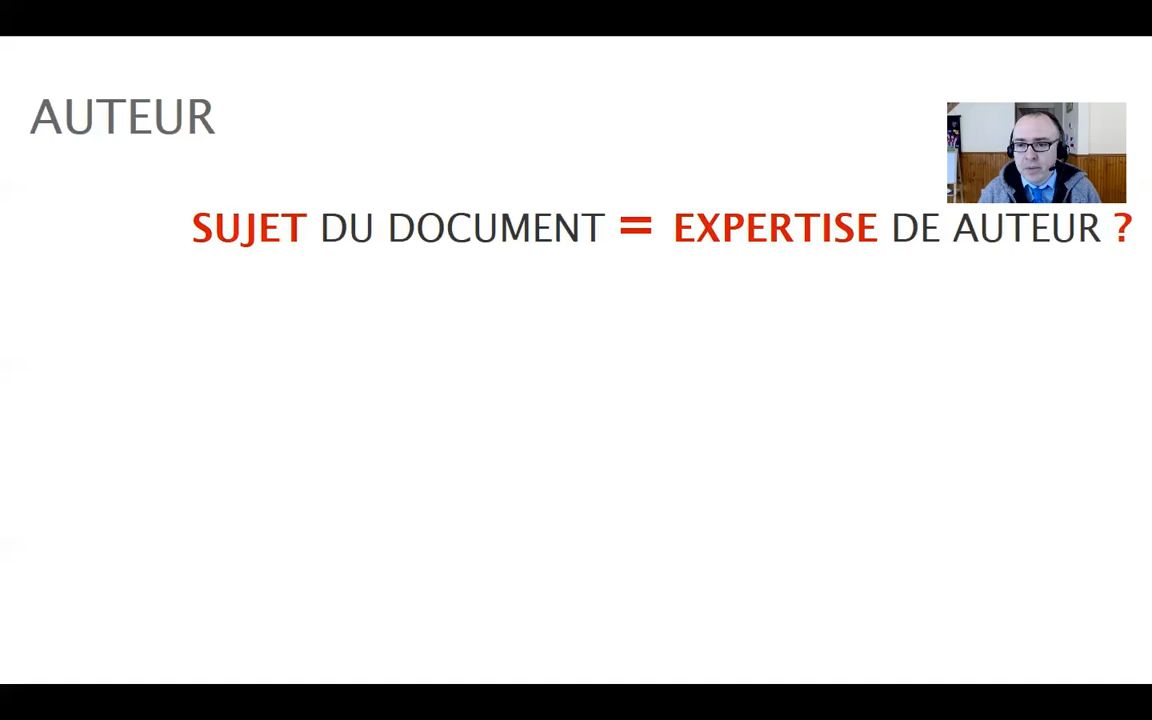 AUTEUR
SUJET DU DOCUMENT = EXPERTISE DE AUTEUR ?